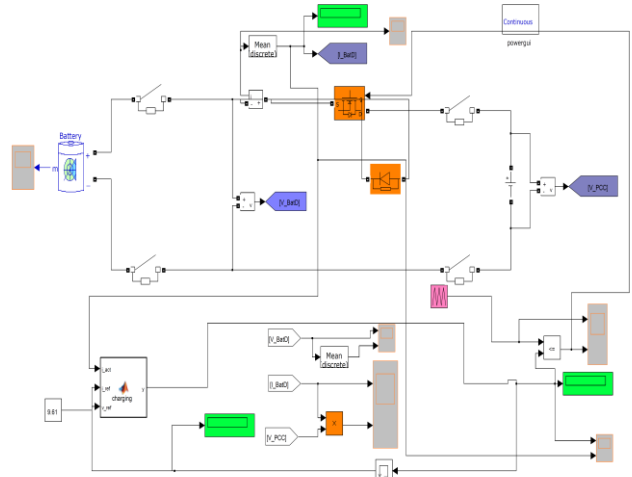 Continuous
powergui
Mean
(discrete)
[I_BatD]
Battery
+
m
−
S
D
[V_BatD]
[V_PCC]
[V_BatD]
Mean
(discrete)
[I_BatD]
[V_PCC]
X
I_act
I_ref
v_ref
charging
y
9.61
<=